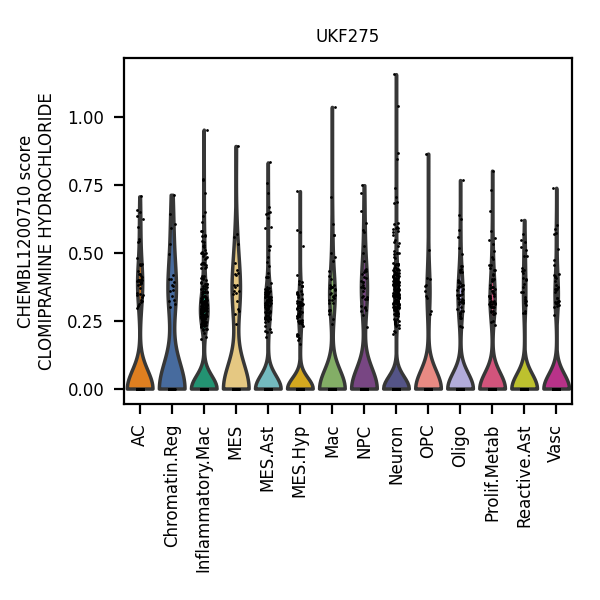 UKF275
CHEMBL1200710 score
CLOMIPRAMINE HYDROCHLORIDE
1.00
0.75
0.50
0.25
0.00
AC
Chromatin.Reg
Inflammatory.Mac
MES
MES.Ast
MES.Hyp
Mac
NPC
Neuron
OPC
Oligo
Prolif.Metab
Reactive.Ast
Vasc